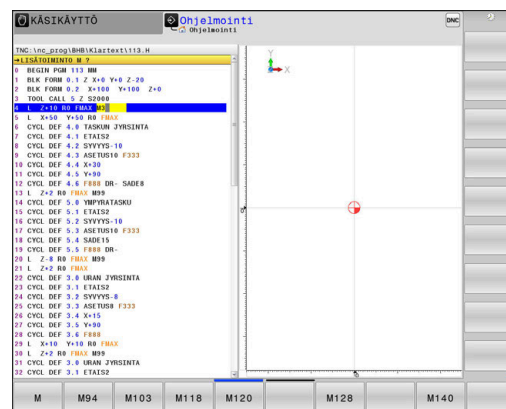 KÄSIKÄYTTÖ
Ohjelmointi
Ohjelmointi
DNC
TNC:\nc_prog\BHB\Klartext\113.H
→LISÄTOIMINTO M ?
0 BEGIN PGM 113 MM
1 BLK FORM 0.1 Z X+0 Y+0 Z-20
2 BLK FORM 0.2 X+100 Y+100 Z+0
3 TOOL CALL 5 Z S2000
4 L Z+10 R0 FMAX M3
5 L X+50 Y+50 R0 FMAX
6 CYCL DEF 4.0 TASKUN JYRSINTA
7 CYCL DEF 4.1 ETAIS2
8 CYCL DEF 4.2 SYVYYS-10
9 CYCL DEF 4.3 ASETUS10 F333
10 CYCL DEF 4.4 X+30
11 CYCL DEF 4.5 Y+90
12 CYCL DEF 4.6 F888 DR- SADE8
13 L Z+2 R0 FMAX M99
14 CYCL DEF 5.0 YMPYRATASKU
15 CYCL DEF 5.1 ETAIS2
16 CYCL DEF 5.2 SYVYYS-10
17 CYCL DEF 5.3 ASETUS10 F333
18 CYCL DEF 5.4 SADE15
19 CYCL DEF 5.5 F888 DR-
20 L Z-8 R0 FMAX M99
21 L Z+2 R0 FMAX
22 CYCL DEF 3.0 URAN JYRSINTA
23 CYCL DEF 3.1 ETAIS2
24 CYCL DEF 3.2 SYVYYS-8
25 CYCL DEF 3.3 ASETUS8 F333
26 CYCL DEF 3.4 X+15
27 CYCL DEF 3.5 Y+90
28 CYCL DEF 3.6 F888
29 L X+10 Y+10 R0 FMAX
30 L Z+2 R0 FMAX M99
31 CYCL DEF 3.0 URAN JYRSINTA
32 CYCL DEF 3.1 ETAIS2
Y
X
M M94 M103 M118 M120 M128 M140